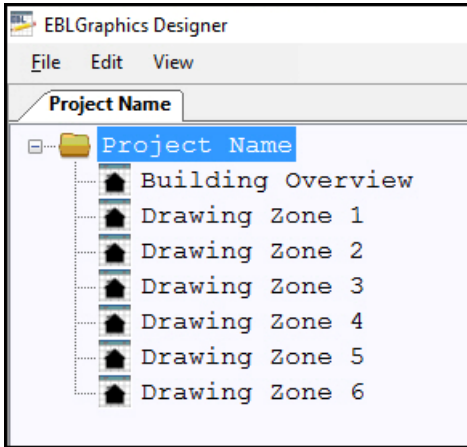 EBL EBLGraphics Designer
File Edit View
Project Name
Project Name
Building Overview
Drawing Zone 1
Drawing Zone 2
Drawing Zone 3
Drawing Zone 4
Drawing Zone 5
Drawing Zone 6